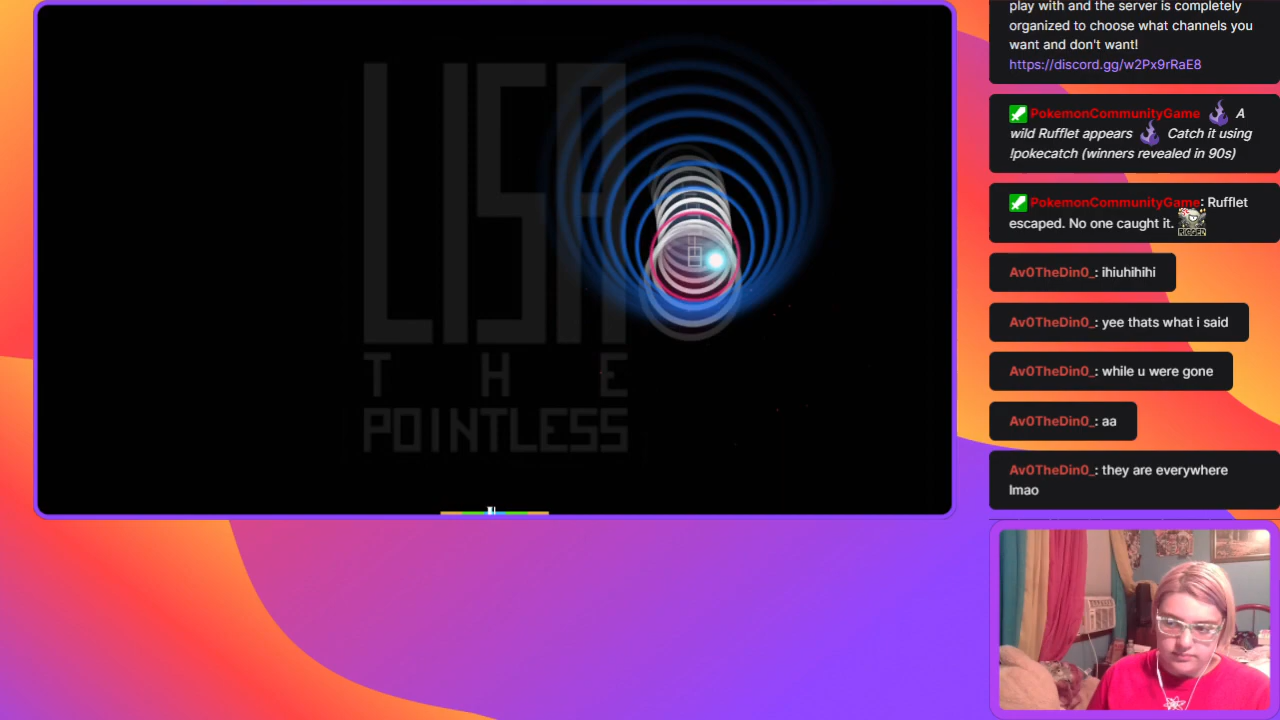 LISA
T H E
POINTLESS
play with and the server is completely
organized to choose what channels you
want and don't want!
https://discord.gg/w2Px9rRaE8
PokemonCommunityGame A
wild Rufflet appears Catch it using
!pokecatch (winners revealed in 90s)
PokemonCommunityGame: Rufflet
escaped. No one caught it.
Av0TheDin0_: ihiuhihihi
Av0TheDin0_: yee thats what i said
Av0TheDin0_: while u were gone
Av0TheDin0_: aa
Av0TheDin0_: they are everywhere
lmao